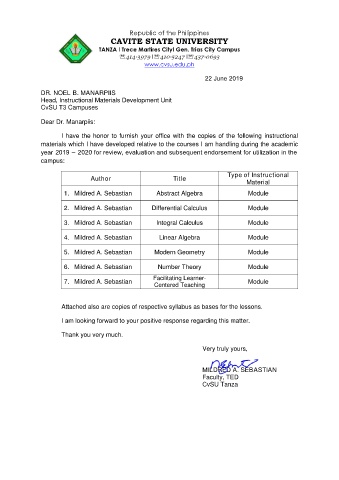 Republic of the Philippines
CAVITE STATE UNIVERSITY
TANZA | Trece Martires City| Gen. Trias City Campus
☏414-3979|☏420-3247|☏437-0693
www.cvsu.edu.ph
22 June 2019
DR. NOEL B. MANARPIIS
Head, Instructional Materials Development Unit
CvSU T3 Campuses
Dear Dr. Manarpiis:
I have the honor to furnish your office with the copies of the following instructional
materials which I have developed relative to the courses I am handling during the academic
year 2019 – 2020 for review, evaluation and subsequent endorsement for utilization in the
campus:
Author Title Type of Instructional Material
1. Mildred A. Sebastian Abstract Algebra Module
2. Mildred A. Sebastian Differential Calculus Module
3. Mildred A. Sebastian Integral Calculus Module
4. Mildred A. Sebastian Linear Algebra Module
5. Mildred A. Sebastian Modern Geometry Module
6. Mildred A. Sebastian Number Theory Module
7. Mildred A. Sebastian Facilitating Learner-Centered Teaching Module
Attached also are copies of respective syllabus as bases for the lessons.
I am looking forward to your positive response regarding this matter.
Thank you very much.
Very truly yours,
MILDRED A. SEBASTIAN
Faculty, TED
CvSU Tanza